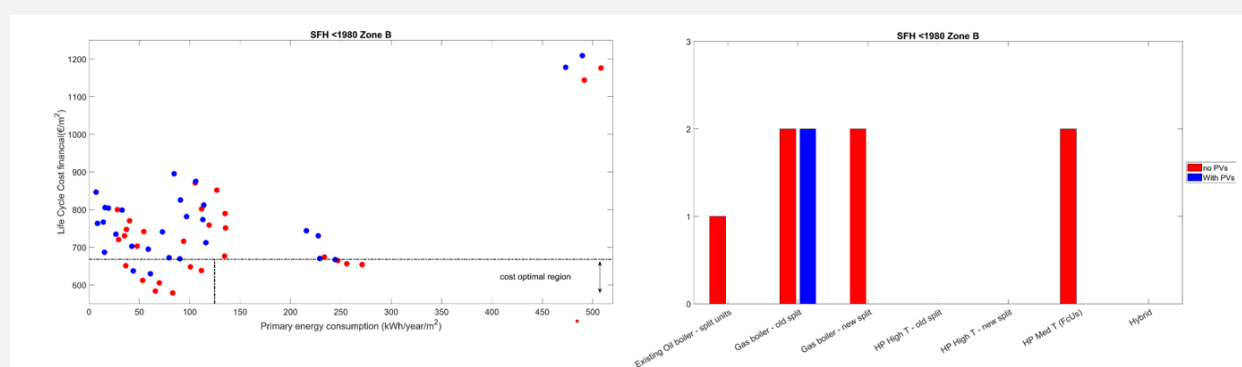 SFH <1980 Zone B
1200
1100
1000
900
800
700
600
Life Cycle Cost financial(€/m²)
cost optimal region
0 50 100 150 200 250 300 350 400 450 500
Primary energy consumption (kWh/year/m²)
SFH <1980 Zone B
3
2
1
0
no PVs
With PVs
Existing Oil boiler - split units
Gas boiler - old split
Gas boiler - new split
HP High T - old split
HP High T - new split
HP Med T (FcUs)
Hybrid